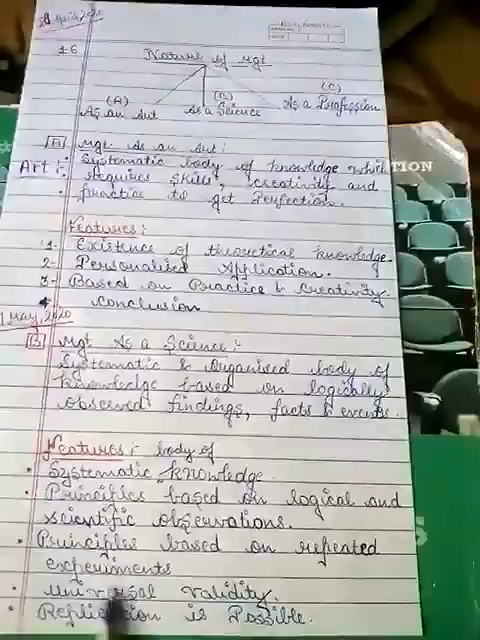 April, 2020
16
Nature of Mgt
(A) (B) (C)
As an Art As a Science As a Profession
A Mgt. As an Art:
Art: Systematic body of knowledge which
requires skills, creativity and
practice to get Perfection.
Features:
1- Existence of theoretical knowledge.
2- Personalised Application.
3- Based on Practice & Creativity.
Conclusion
1 May, 2020
B Mgt As a Science:
Systematic & Organised body of
knowledge based on logically
observed findings, facts & events.
Features: body of
• Systematic knowledge.
• Principles based on logical and
scientific observations.
• Principles based on repeated
experiments
• Universal validity.
• Replication is Possible.
TION